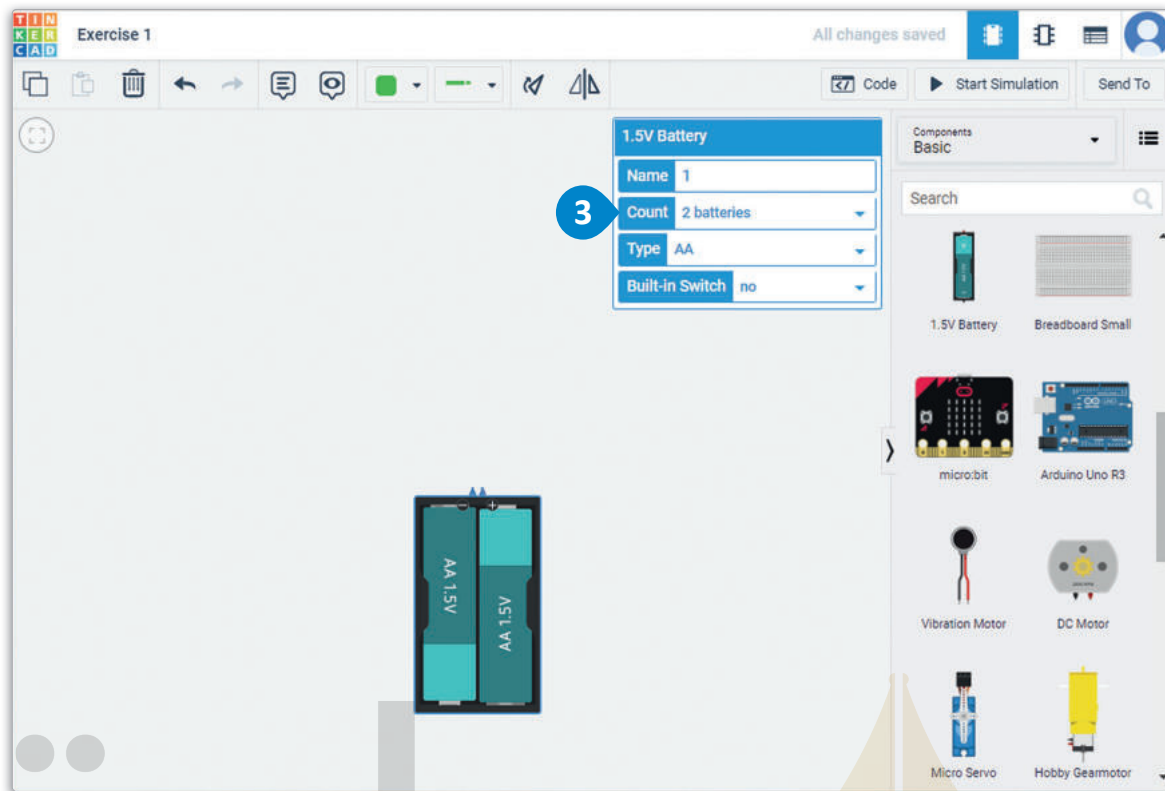 TIN
KER
CAD
Exercise 1
All changes saved
Code
Start Simulation
Send To
1.5V Battery
Name 1
3
Count 2 batteries
Type AA
Built-in Switch no
Components
Basic
Search
1.5V Battery
Breadboard Small
micro:bit
Arduino Uno R3
Vibration Motor
DC Motor
Micro Servo
Hobby Gearmotor
AA 1.5V
AA 1.5V